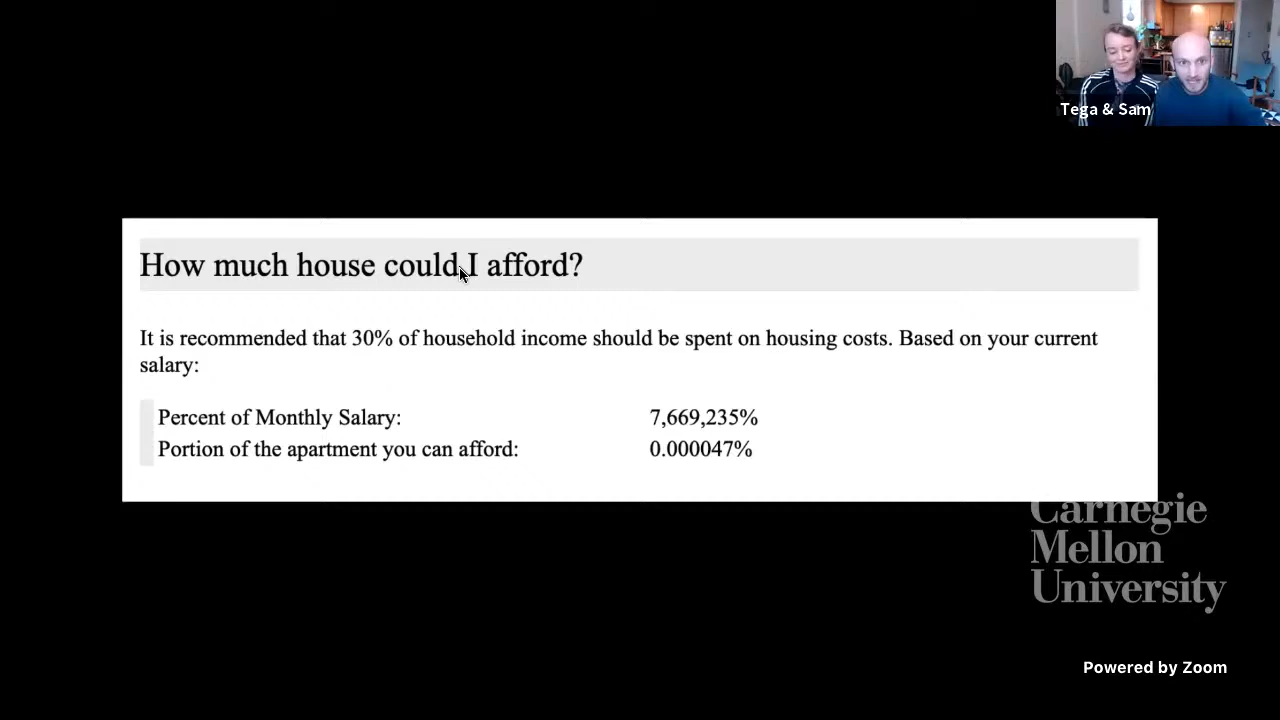 Tega & Sam
How much house could I afford?
It is recommended that 30% of household income should be spent on housing costs. Based on your current
salary:
Percent of Monthly Salary: 7,669,235%
Portion of the apartment you can afford: 0.000047%
Carnegie
Mellon
University
Powered by Zoom